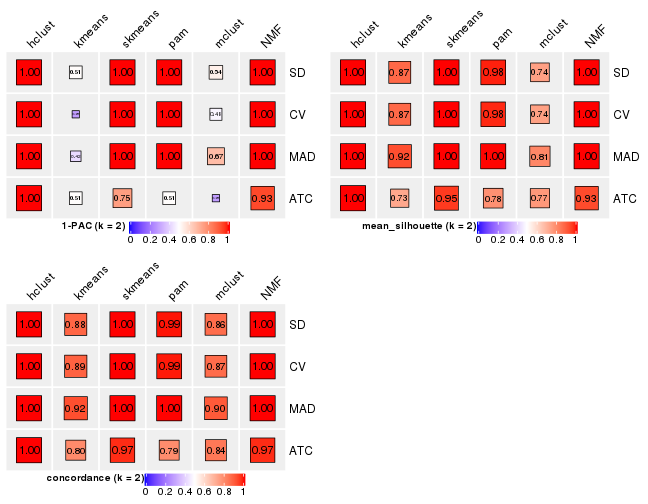 hclust kmeans skmeans pam mclust NMF
1.00 0.51 1.00 1.00 0.54 1.00 SD
1.00 1.00 1.00 0.48 1.00 CV
1.00 0.43 1.00 1.00 0.67 1.00 MAD
1.00 0.51 0.75 0.51 0.93 ATC
1-PAC (k = 2)
0 0.2 0.4 0.6 0.8 1
hclust kmeans skmeans pam mclust NMF
1.00 0.87 1.00 0.98 0.74 1.00 SD
1.00 0.87 1.00 0.98 0.74 1.00 CV
1.00 0.92 1.00 1.00 0.81 1.00 MAD
1.00 0.73 0.95 0.78 0.77 0.93 ATC
mean_silhouette (k = 2)
0 0.2 0.4 0.6 0.8 1
hclust kmeans skmeans pam mclust NMF
1.00 0.88 1.00 0.99 0.86 1.00 SD
1.00 0.89 1.00 0.99 0.87 1.00 CV
1.00 0.92 1.00 1.00 0.90 1.00 MAD
1.00 0.80 0.97 0.79 0.84 0.97 ATC
concordance (k = 2)
0 0.2 0.4 0.6 0.8 1